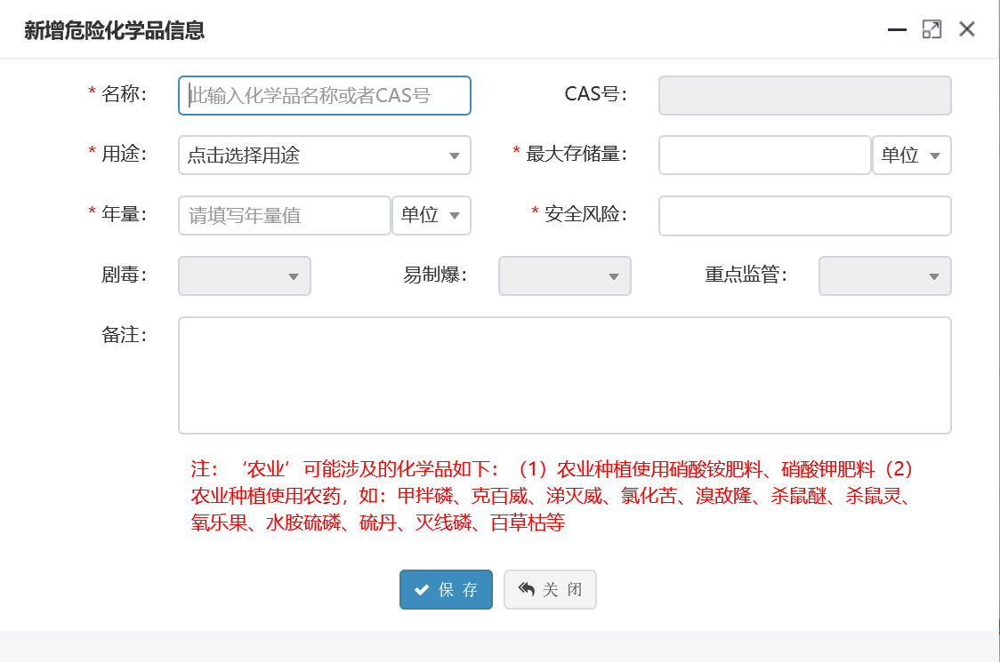 新增危险化学品信息
* 名称： 此输入化学品名称或者CAS号 CAS号：
* 用途： 点击选择用途 * 最大存储量： 单位
* 年量： 请填写年量值 单位 * 安全风险：
剧毒： 易制爆： 重点监管：
备注：
注：‘农业’可能涉及的化学品如下：（1）农业种植使用硝酸铵肥料、硝酸钾肥料（2）
农业种植使用农药，如：甲拌磷、克百威、涕灭威、氯化苦、溴敌隆、杀鼠醚、杀鼠灵、
氧乐果、水胺硫磷、硫丹、灭线磷、百草枯等
保 存 关 闭